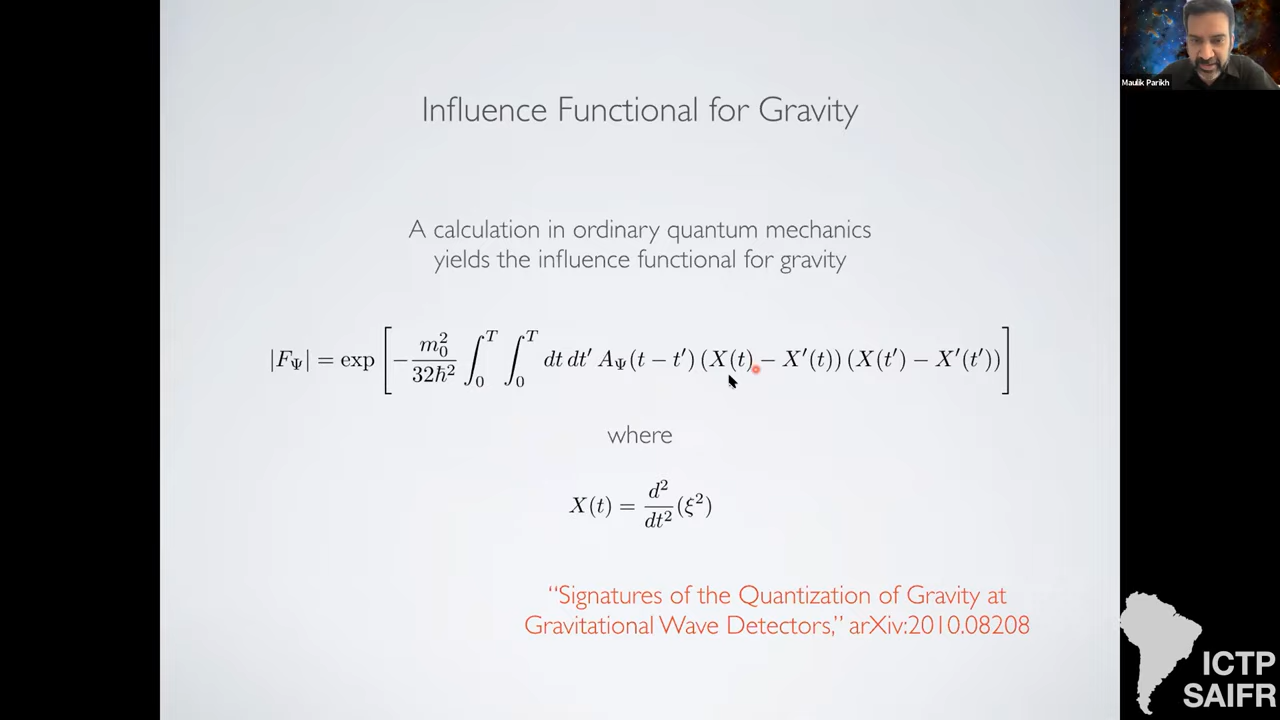 Maulik Parikh
Influence Functional for Gravity
A calculation in ordinary quantum mechanics
yields the influence functional for gravity
|F_Ψ| = exp [ − m_0^2 / 32ħ^2 ∫_0^T ∫_0^T dt dt′ A_Ψ(t − t′) (X(t) − X′(t)) (X(t′) − X′(t′)) ]
where
X(t) = d^2/dt^2 (ξ^2)
“Signatures of the Quantization of Gravity at
Gravitational Wave Detectors,” arXiv:2010.08208
ICTP
SAIFR